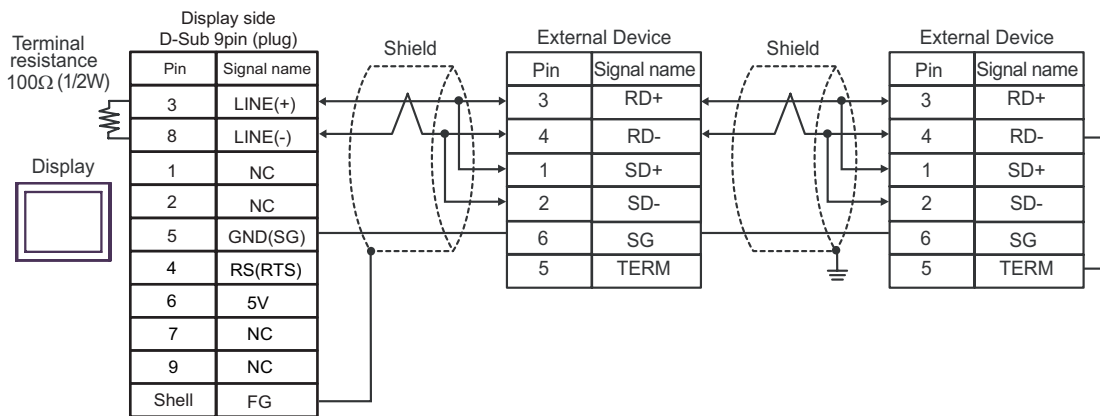 Terminal
resistance
100Ω (1/2W)
Display
Display side
D-Sub 9pin (plug)
Pin Signal name
3 LINE(+)
8 LINE(-)
1 NC
2 NC
5 GND(SG)
4 RS(RTS)
6 5V
7 NC
9 NC
Shell FG
Shield
External Device
Pin Signal name
3 RD+
4 RD-
1 SD+
2 SD-
6 SG
5 TERM
Shield
External Device
Pin Signal name
3 RD+
4 RD-
1 SD+
2 SD-
6 SG
5 TERM